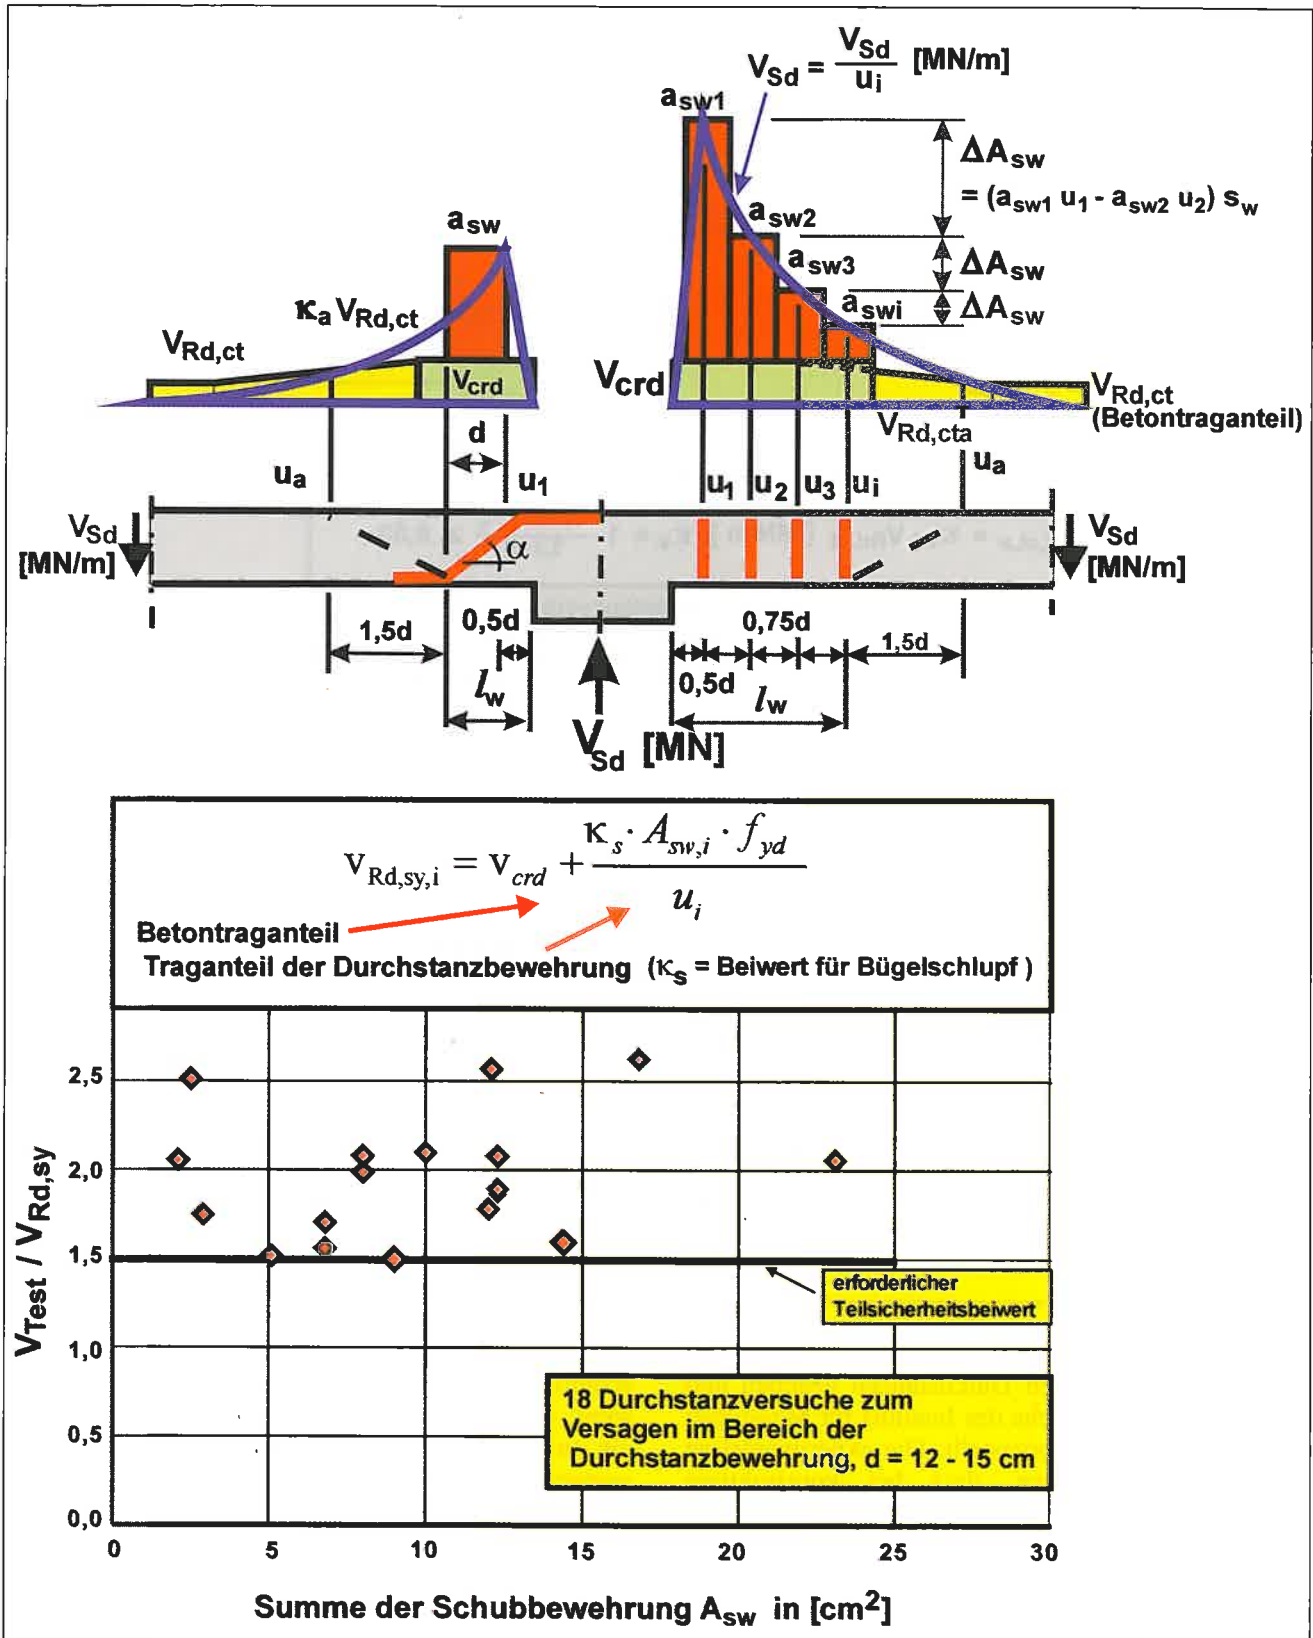 V_Sd = V_Sd / u_i [MN/m]
a_sw1
ΔA_sw
= (a_sw1 u_1 - a_sw2 u_2) s_w
a_sw
a_sw2
a_sw3
ΔA_sw
κ_a V_Rd,ct
a_swi
ΔA_sw
V_Rd,ct
V_crd
V_crd
V_Rd,ct
(Betontraganteil)
V_Rd,cta
d
u_a
u_1
u_1
u_2
u_3
u_i
u_a
V_Sd
[MN/m]
α
V_Sd
[MN/m]
1,5d
0,5d
0,75d
1,5d
l_w
0,5d
l_w
V_Sd [MN]
v_Rd,sy,i = v_crd + κ_s · A_sw,i · f_yd / u_i
Betontraganteil
Traganteil der Durchstanzbewehrung (κ_s = Beiwert für Bügelschlupf )
2,5
2,0
1,5
1,0
0,5
0,0
V_Test / V_Rd,sy
erforderlicher
Teilsicherheitsbeiwert
18 Durchstanzversuche zum
Versagen im Bereich der
Durchstanzbewehrung, d = 12 - 15 cm
0 5 10 15 20 25 30
Summe der Schubbewehrung A_sw in [cm²]